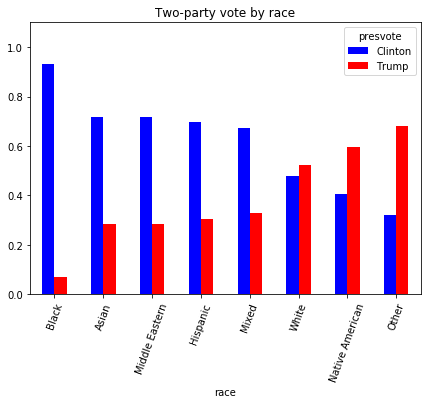 Two-party vote by race
presvote
Clinton
Trump
1.0
0.8
0.6
0.4
0.2
0.0
Black
Asian
Middle Eastern
Hispanic
Mixed
White
Native American
Other
race